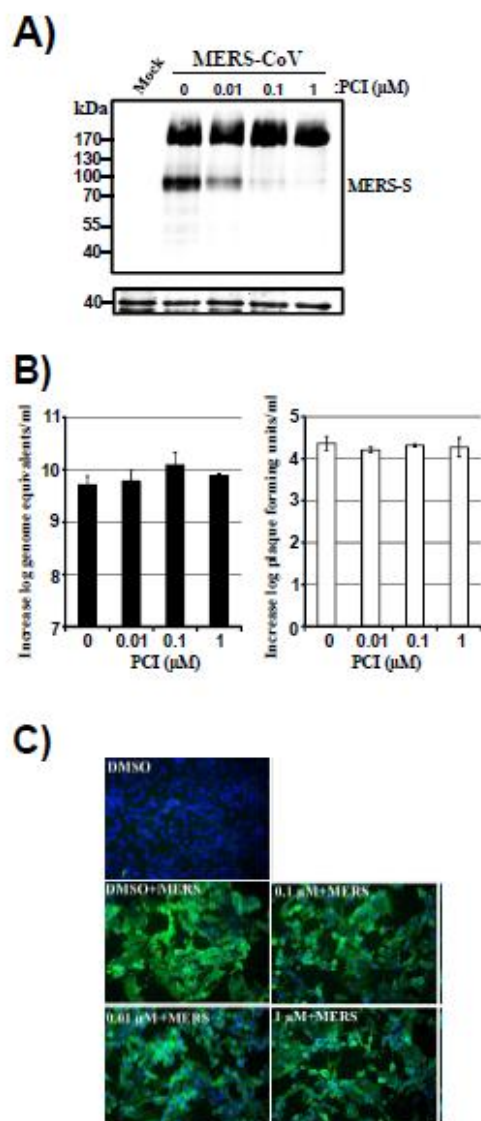 A)
MERS-CoV
Mock
0 0.01 0.1 1 :PCI (µM)
kDa
170
130
100
70
55
40
MERS-S
40
B)
Increase log genome equivalents/ml
11
10
9
8
7
0 0.01 0.1 1
PCI (µM)
Increase log plaque forming units/ml
5
4
3
2
1
0
0 0.01 0.1 1
PCI (µM)
C)
DMSO
DMSO+MERS
0.1 µM+MERS
0.01 µM+MERS
1 µM+MERS